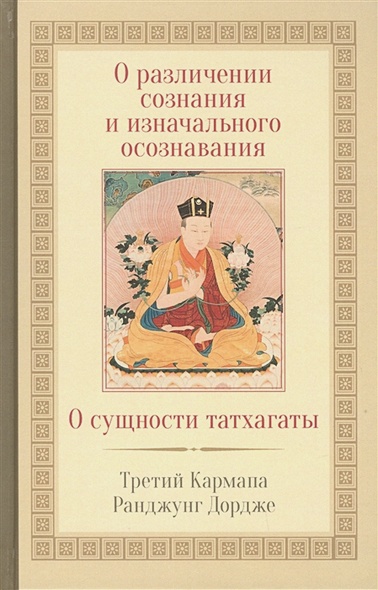 О различении
сознания
и изначального
осознавания
О сущности татхагаты
Третий Кармапа
Ранджунг Дордже